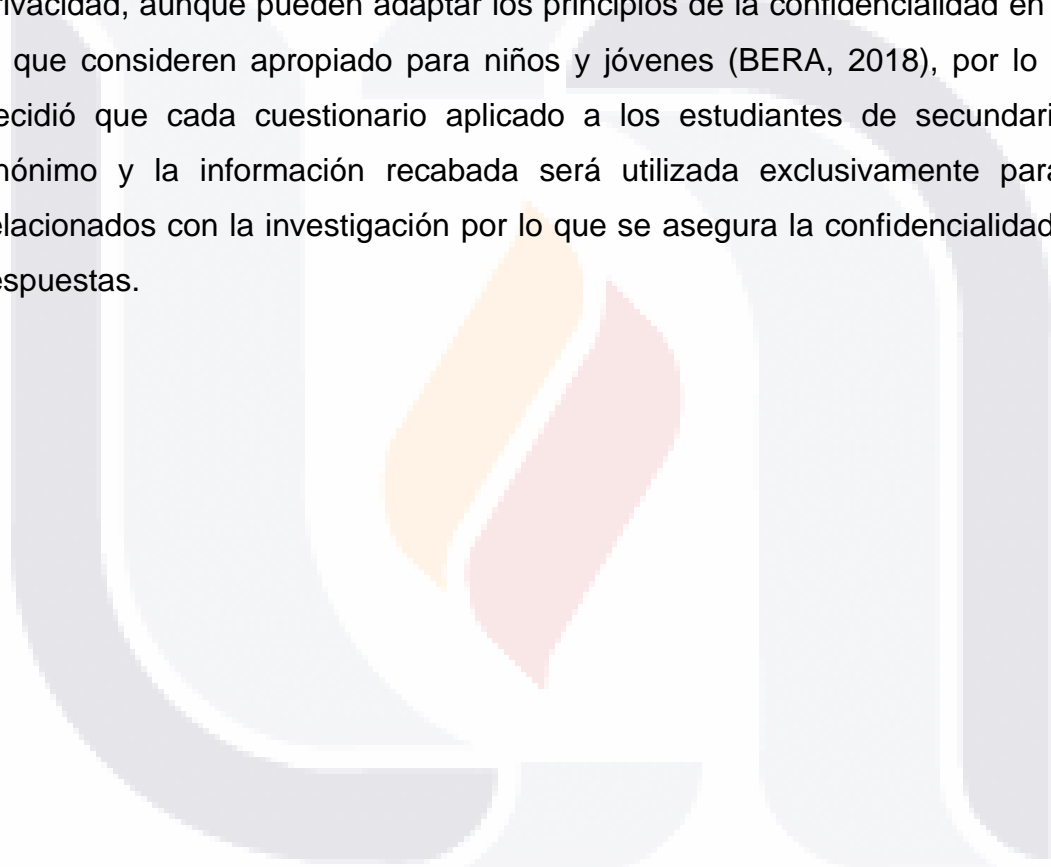 rivacidad, aunque pueden adaptar los principios de la confidencialidad en
que consideren apropiado para niños y jóvenes (BERA, 2018), por lo
ecidió que cada cuestionario aplicado a los estudiantes de secundari
nónimo y la información recabada será utilizada exclusivamente para
elacionados con la investigación por lo que se asegura la confidencialidad
espuestas.